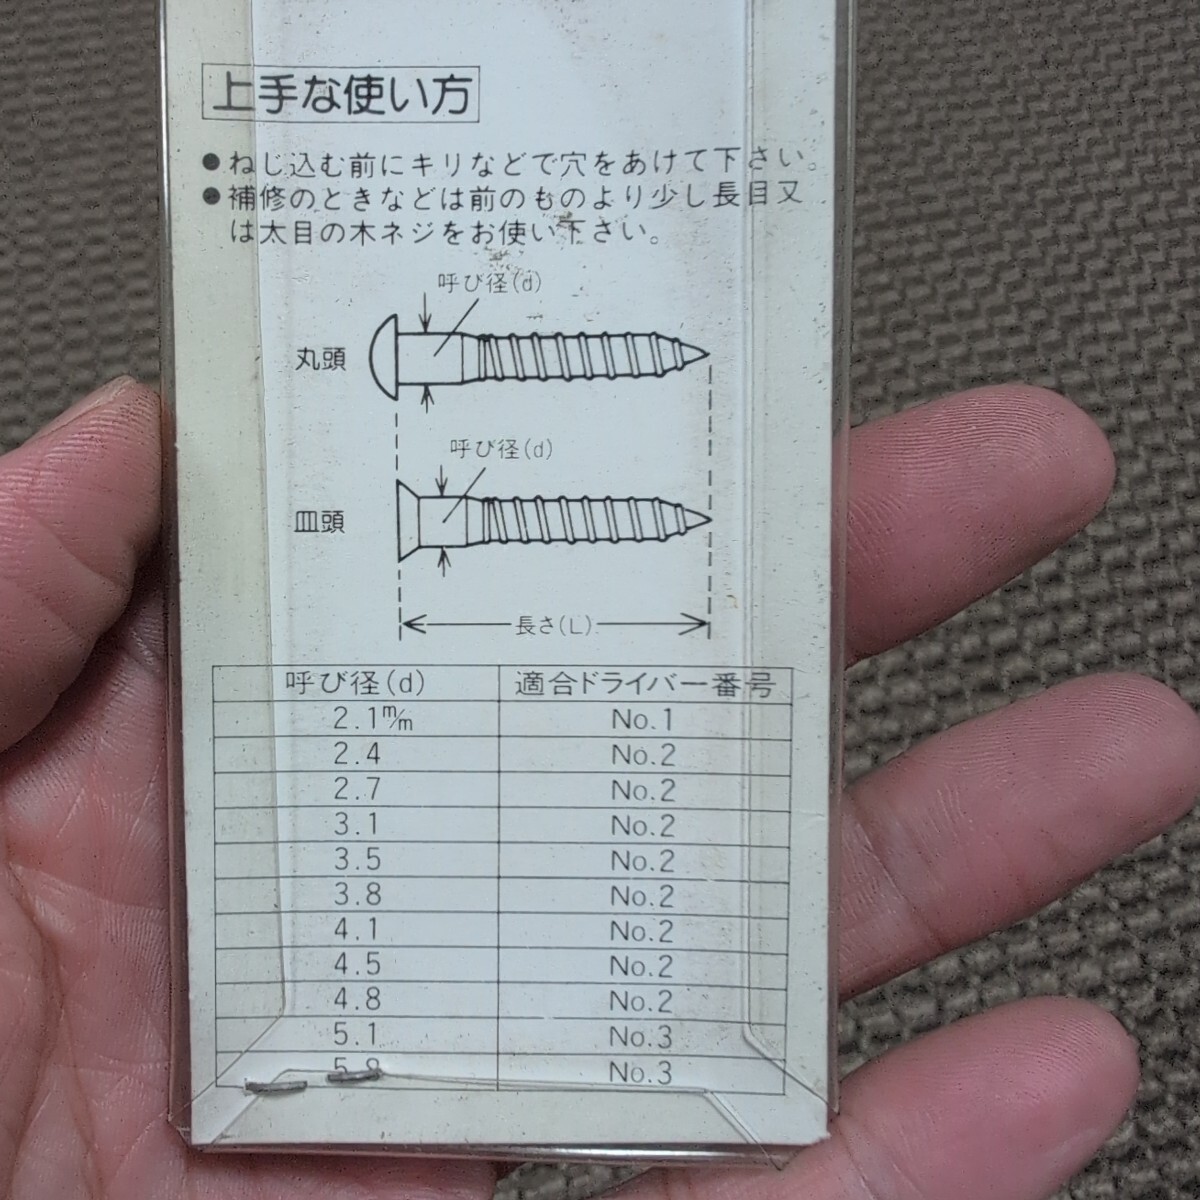 上手な使い方
●ねじ込む前にキリなどで穴をあけて下さい。
●補修のときなどは前のものより少し長目又
は太目の木ネジをお使い下さい。
呼び径(d)
丸頭
呼び径(d)
皿頭
長さ(L)
呼び径(d) 適合ドライバー番号
2.1m/m No.1
2.4 No.2
2.7 No.2
3.1 No.2
3.5 No.2
3.8 No.2
4.1 No.2
4.5 No.2
4.8 No.2
5.1 No.3
No.3